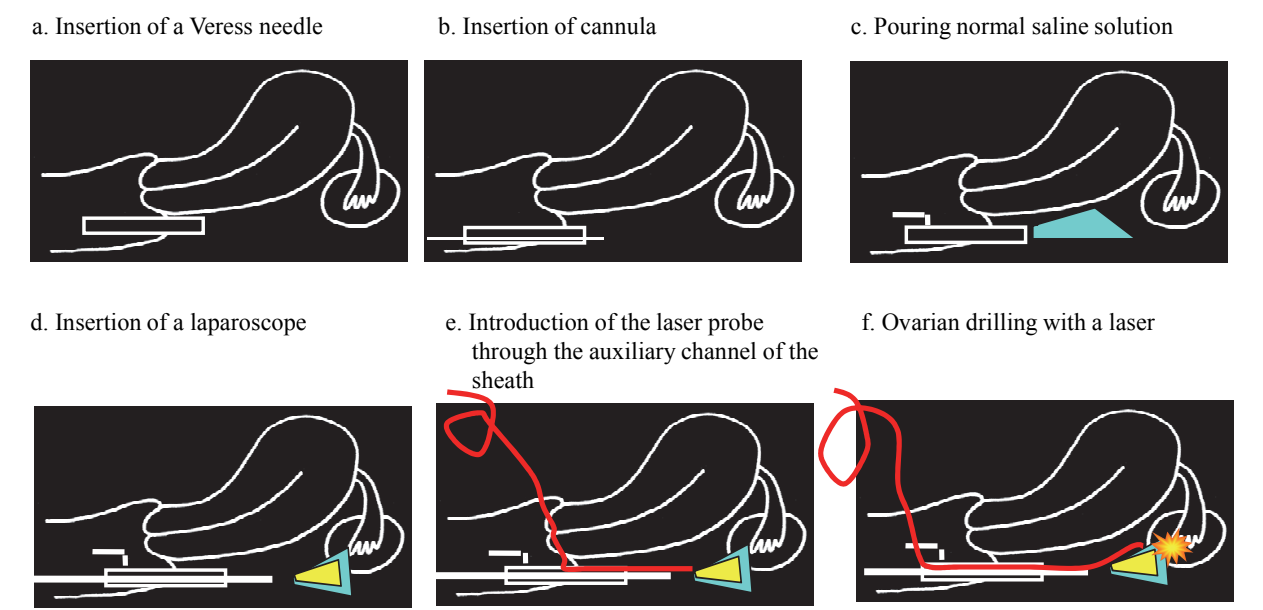 a. Insertion of a Veress needle
b. Insertion of cannula
c. Pouring normal saline solution
d. Insertion of a laparoscope
e. Introduction of the laser probe
through the auxiliary channel of the
sheath
f. Ovarian drilling with a laser